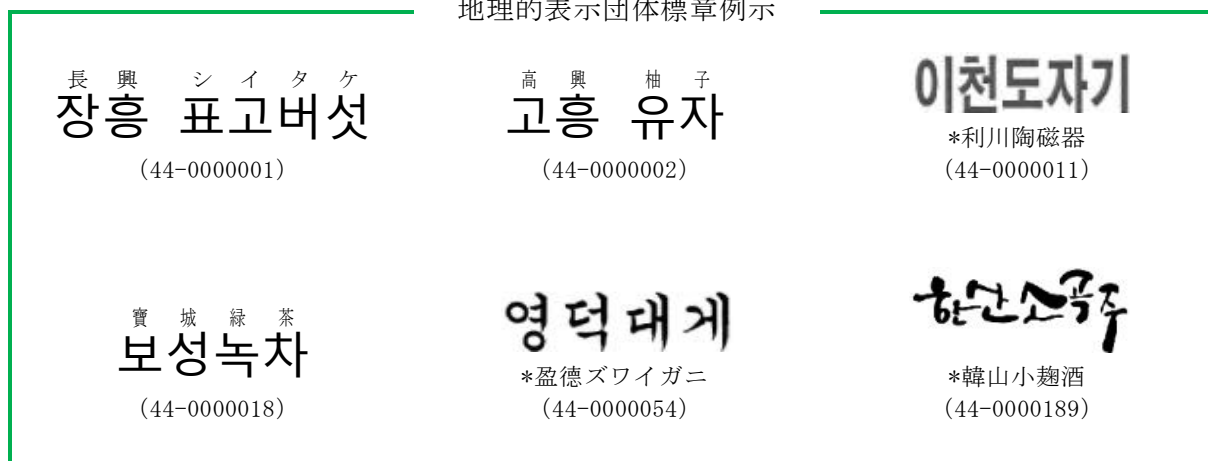 地理的表示団体標章例示
長興 シイタケ
장흥 표고버섯
(44-0000001)
高興 柚子
고흥 유자
(44-0000002)
이천도자기
*利川陶磁器
(44-0000011)
寶城緑茶
보성녹차
(44-0000018)
영덕대게
*盈德ズワイガニ
(44-0000054)
한산소곡주
*韓山小麹酒
(44-0000189)